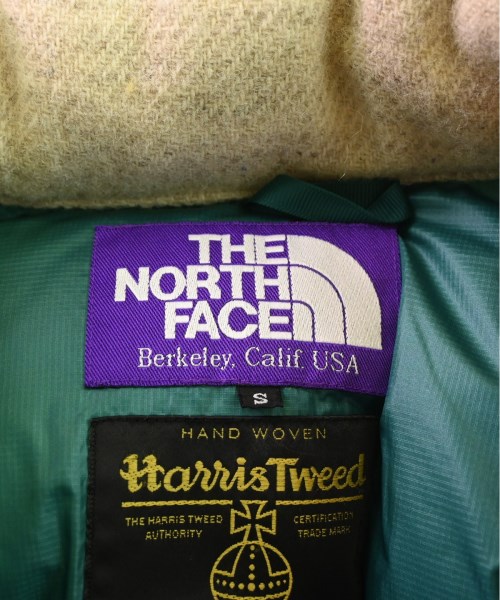 THE
NORTH
FACE
Berkeley, Calif. USA
S
HAND WOVEN
Harris Tweed
THE HARRIS TWEED
AUTHORITY
CERTIFICATION
TRADE MARK